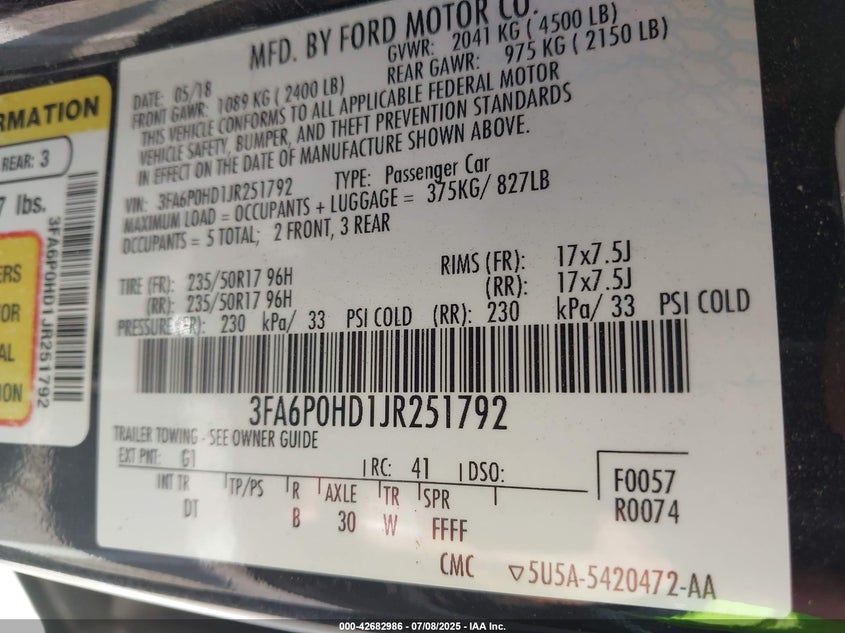 MFD. BY FORD MOTOR CO.
DATE: 05/18 GVWR: 2041 KG ( 4500 LB)
FRONT GAWR: 1089 KG ( 2400 LB) REAR GAWR: 975 KG ( 2150 LB)
THIS VEHICLE CONFORMS TO ALL APPLICABLE FEDERAL MOTOR
VEHICLE SAFETY, BUMPER, AND THEFT PREVENTION STANDARDS
IN EFFECT ON THE DATE OF MANUFACTURE SHOWN ABOVE.
VIN: 3FA6P0HD1JR251792 TYPE: Passenger Car
MAXIMUM LOAD = OCCUPANTS + LUGGAGE = 375KG/ 827LB
OCCUPANTS = 5 TOTAL; 2 FRONT, 3 REAR
TIRE (FR): 235/50R17 96H RIMS (FR): 17x7.5J
(RR): 235/50R17 96H (RR): 17x7.5J
PRESSURE (FR): 230 kPa/ 33 PSI COLD (RR): 230 kPa/ 33 PSI COLD
3FA6P0HD1JR251792
TRAILER TOWING - SEE OWNER GUIDE
EXT PNT: G1 RC: 41 DSO:
INT TR TP/PS R AXLE TR SPR
DT B 30 W FFFF
F0057
R0074
CMC ▽5U5A-5420472-AA
RMATION
REAR: 3
7 lbs.
3FA6P0HD1JR251792
ERS
FOR
AL
ION
000-42682986 - 07/08/2025 - IAA Inc.